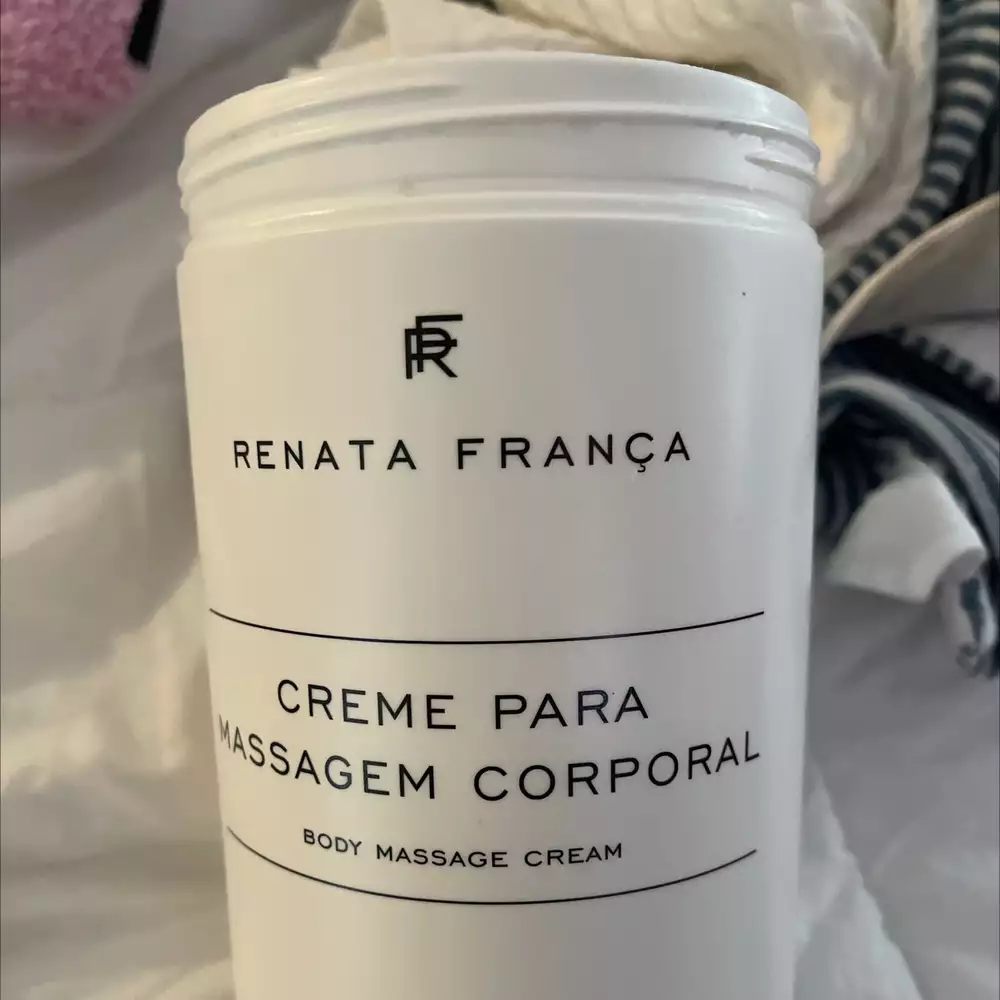 RF
RENATA FRANÇA
CREME PARA
MASSAGEM CORPORAL
BODY MASSAGE CREAM